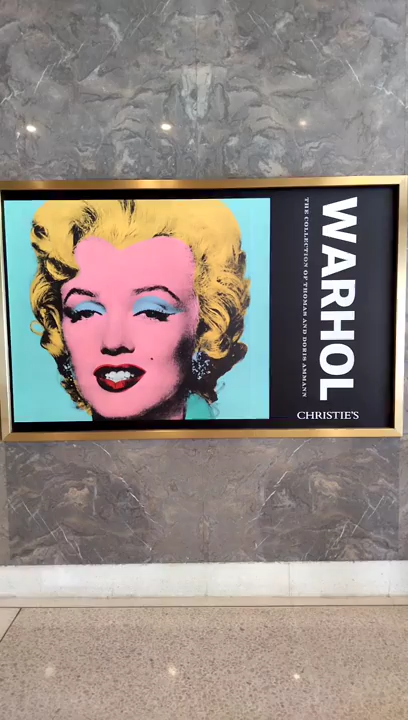 WARHOL
THE COLLECTION OF THOMAS AND DORIS AMMANN
CHRISTIE'S